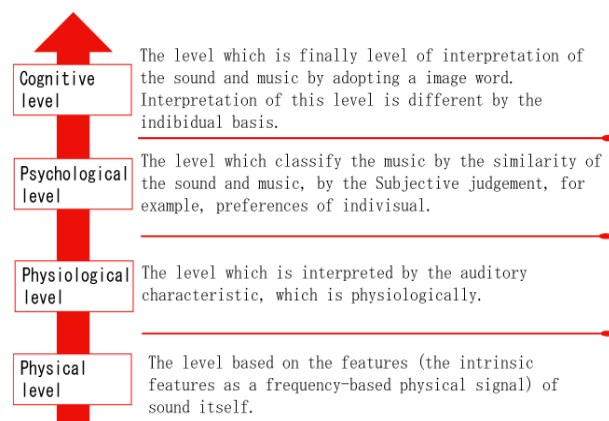 Cognitive
level
The level which is finally level of interpretation of
the sound and music by adopting a image word.
Interpretation of this level is different by the
indibidual basis.
Psychological
level
The level which classify the music by the similarity of
the sound and music, by the Subjective judgement, for
example, preferences of indivisual.
Physiological
level
The level which is interpreted by the auditory
characteristic, which is physiologically.
Physical
level
The level based on the features (the intrinsic
features as a frequency-based physical signal) of
sound itself.